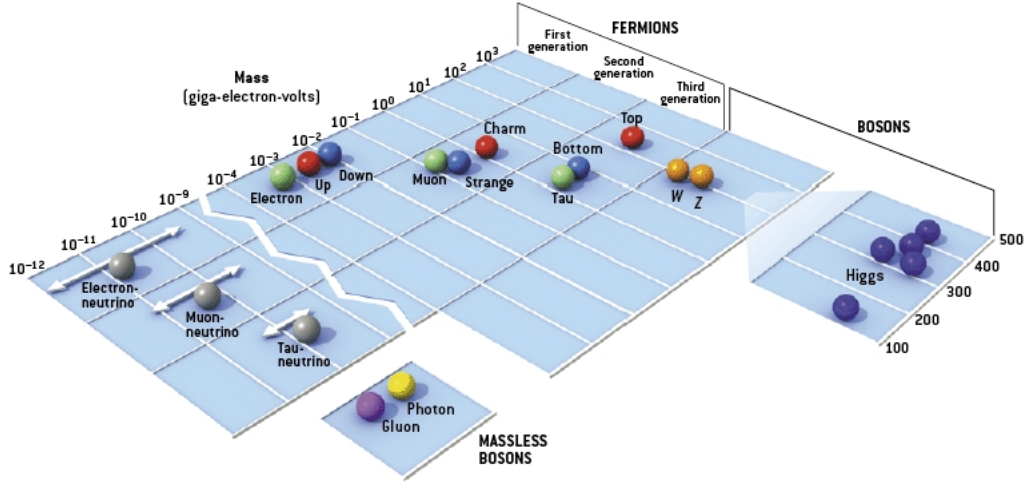 FERMIONS
First
generation
Second
generation
Third
generation
BOSONS
Mass
(giga-electron-volts)
10³
10²
10¹
10⁰
10⁻¹
10⁻²
10⁻³
10⁻⁴
10⁻⁹
10⁻¹⁰
10⁻¹¹
10⁻¹²
Top
Charm
Bottom
Muon
Strange
Tau
Down
Up
Electron
W
Z
Electron-
neutrino
Muon-
neutrino
Tau-
neutrino
Higgs
500
400
300
200
100
Photon
Gluon
MASSLESS
BOSONS